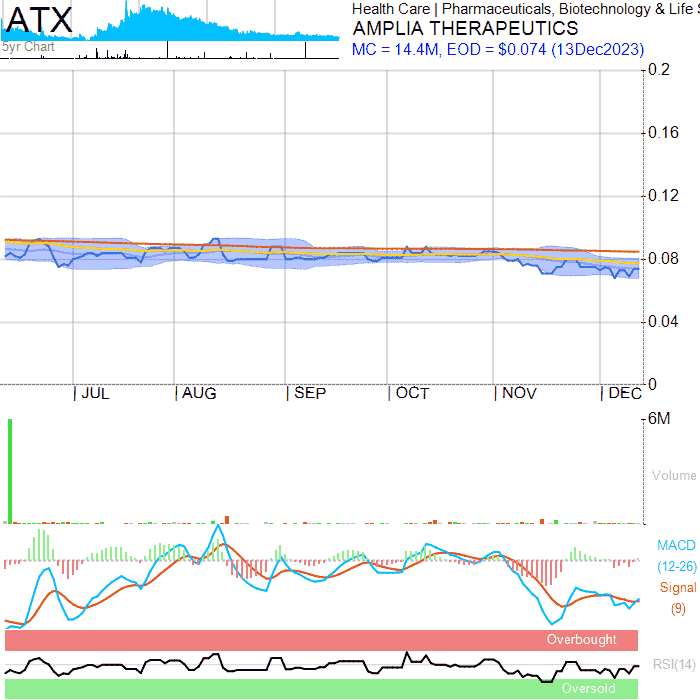 ATX
5yr Chart
Health Care | Pharmaceuticals, Biotechnology & Life S
AMPLIA THERAPEUTICS
MC = 14.4M, EOD = $0.074 (13Dec2023)
0.2
0.16
0.12
0.08
0.04
0
| JUL | AUG | SEP | OCT | NOV | DEC
6M
Volume
MACD
(12-26)
Signal
(9)
Overbought
RSI(14)
Oversold